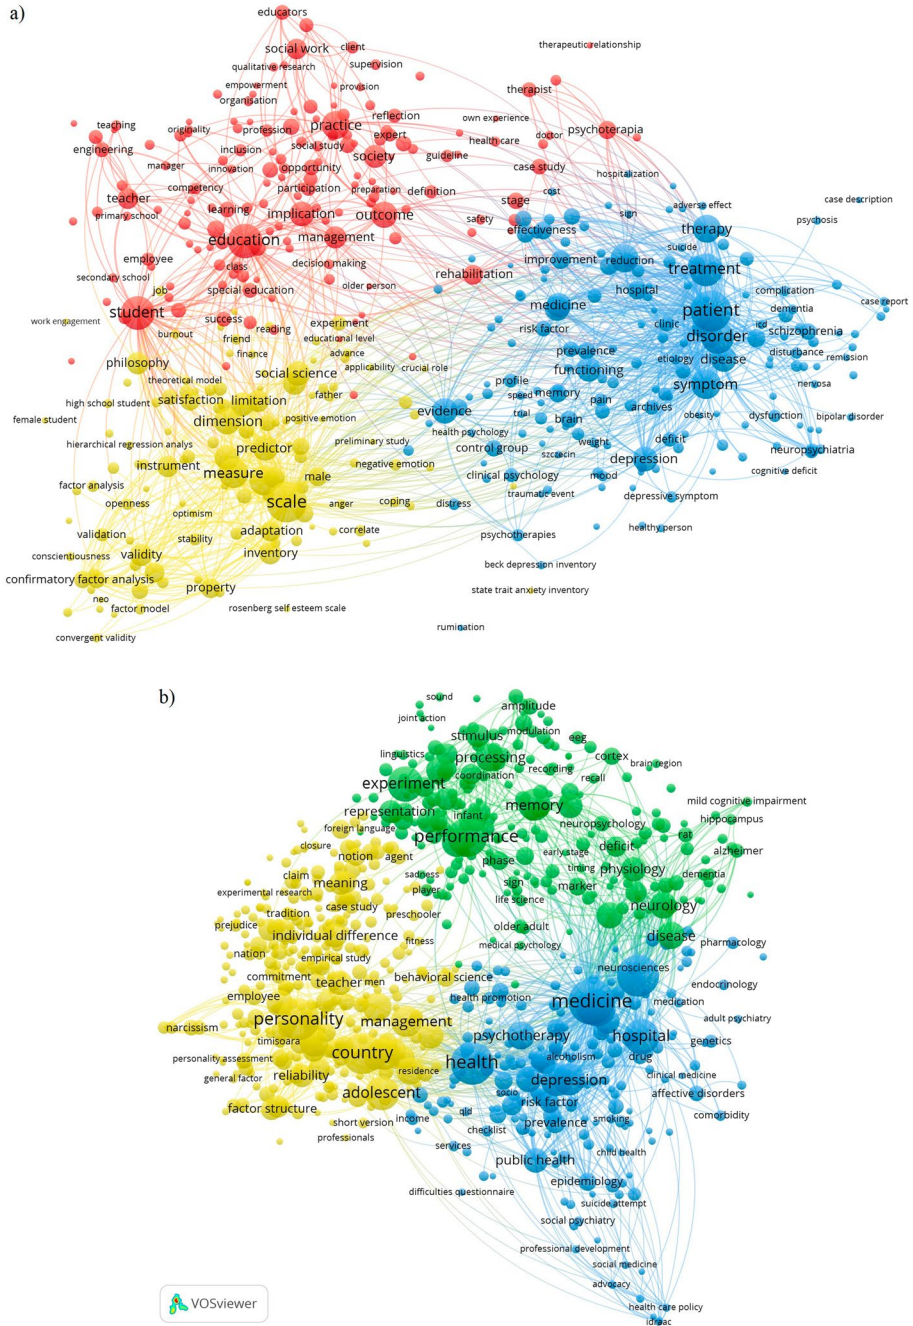 a)
educators
social work
client
therapeutic relationship
qualitative research
supervision
empowerment
provision
therapist
organisation
practice
reflection
own experience
teaching
originality
profession
expert
psychoterapia
engineering
inclusion
social study
society
guideline
health care
doctor
manager
innovation
opportunity
case study
hospitalization
competency
participation
preparation
definition
cost
teacher
stage
adverse effect
case description
primary school
learning
implication
outcome
safety
sign
psychosis
effectiveness
therapy
education
management
suicide
employee
class
decision making
improvement
reduction
treatment
secondary school
rehabilitation
job
special education
older person
hospital
complication
student
medicine
patient
dementia
case report
work engagement
success
experiment
burnout
reading
risk factor
clinic
icd
schizophrenia
friend
educational level
disorder
finance
advance
prevalence
disturbance
philosophy
applicability
crucial role
functioning
etiology
disease
remission
theoretical model
social science
profile
symptom
nervosa
high school student
satisfaction
limitation
father
speed
memory
pain
archives
female student
dimension
positive emotion
evidence
trial
brain
obesity
dysfunction
bipolar disorder
hierarchical regression analys
predictor
preliminary study
health psychology
weight
deficit
control group
neuropsychiatria
instrument
measure
male
negative emotion
szczecin
depression
cognitive deficit
factor analysis
clinical psychology
mood
openness
scale
anger
coping
distress
traumatic event
depressive symptom
optimism
validation
stability
adaptation
correlate
healthy person
psychotherapies
conscientiousness
validity
inventory
beck depression inventory
confirmatory factor analysis
property
state trait anxiety inventory
neo
factor model
rosenberg self esteem scale
convergent validity
rumination
b)
sound
amplitude
joint action
stimulus
modulation
eeg
linguistics
processing
cortex
brain region
experiment
coordination
recording
recall
representation
infant
memory
mild cognitive impairment
foreign language
performance
neuropsychology
hippocampus
closure
rat
notion
agent
phase
early stage
deficit
alzheimer
claim
sadness
timing
physiology
dementia
experimental research
meaning
player
sign
marker
tradition
case study
life science
neurology
prejudice
preschooler
older adult
individual difference
fitness
medical psychology
disease
pharmacology
nation
empirical study
neurosciences
commitment
teacher
men
behavioral science
endocrinology
employee
health promotion
medicine
medication
personality
management
adult psychiatry
narcissism
timisoara
psychotherapy
hospital
genetics
personality assessment
country
health
alcoholism
drug
general factor
reliability
residence
depression
clinical medicine
adolescent
socio
affective disorders
factor structure
risk factor
short version
income
qld
prevalence
smoking
comorbidity
professionals
checklist
services
child health
public health
difficulties questionnaire
epidemiology
suicide attempt
social psychiatry
professional development
social medicine
advocacy
health care policy
idraac
VOSviewer